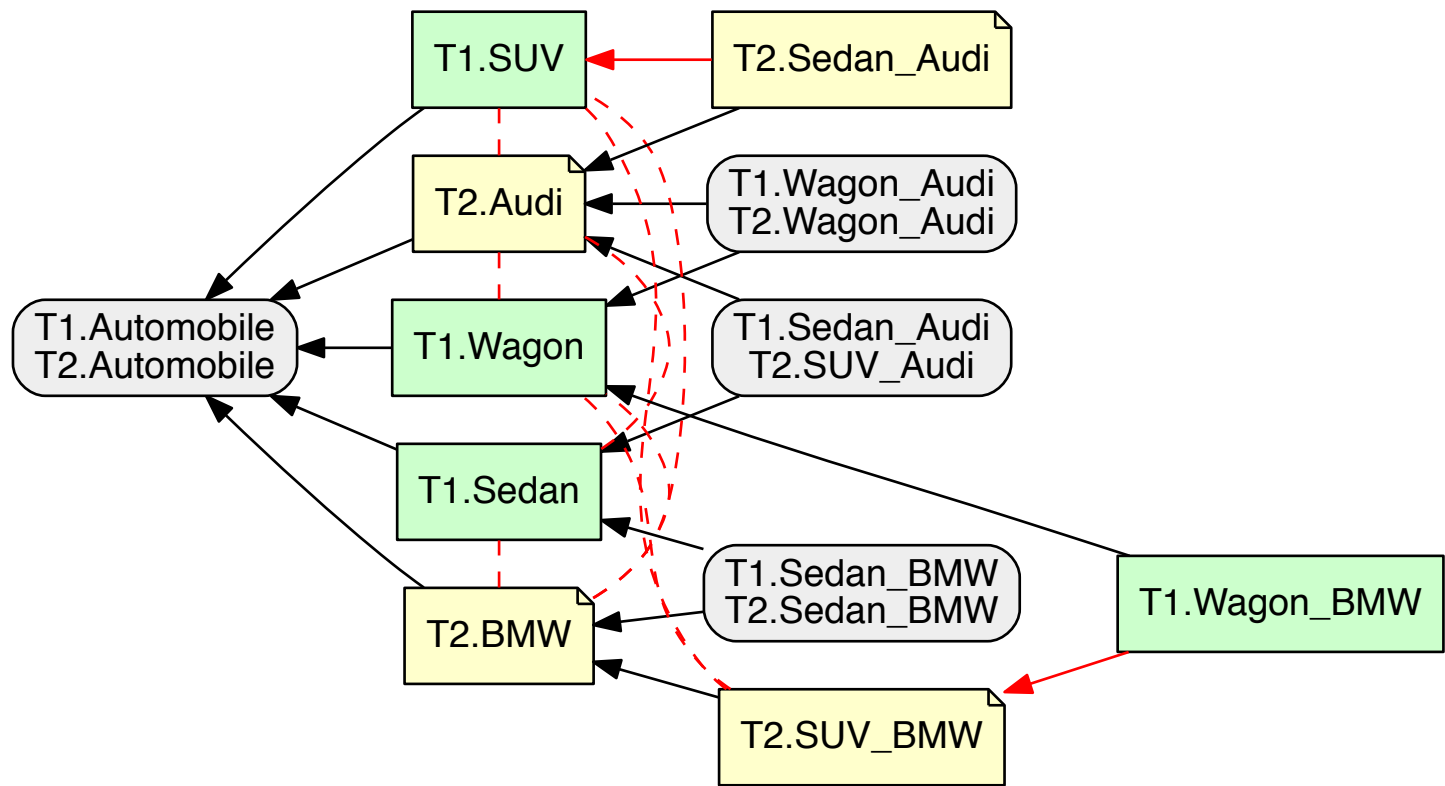 T1.SUV
T2.Sedan_Audi
T2.Audi
T1.Wagon_Audi
T2.Wagon_Audi
T1.Automobile
T2.Automobile
T1.Wagon
T1.Sedan_Audi
T2.SUV_Audi
T1.Sedan
T1.Sedan_BMW
T2.Sedan_BMW
T1.Wagon_BMW
T2.BMW
T2.SUV_BMW